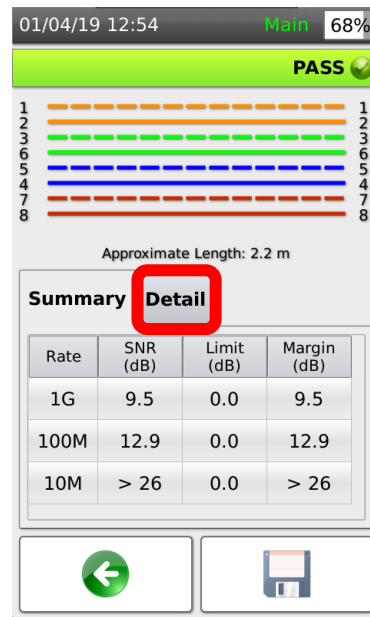 01/04/19 12:54 Main 68%
PASS
1 1
2 2
3 3
6 6
5 5
4 4
7 7
8 8
Approximate Length: 2.2 m
Summary Detail
Rate SNR (dB) Limit (dB) Margin (dB)
1G 9.5 0.0 9.5
100M 12.9 0.0 12.9
10M > 26 0.0 > 26